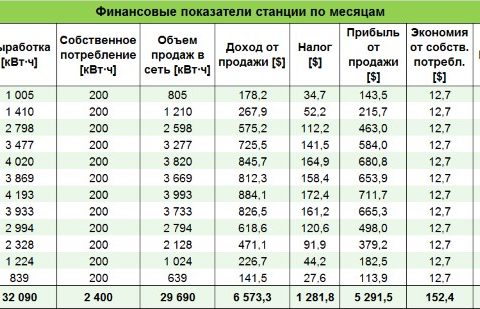 Финансовые показатели станции по месяцам
Собственное потребление [кВт·ч] Объем продаж в сеть [кВт·ч] Доход от продажи [$] Налог [$] Прибыль от продажи [$] Экономия от собств. потребл. [$]
[кВт·ч]
1 005 200 805 178,2 34,7 143,5 12,7
1 410 200 1 210 267,9 52,2 215,7 12,7
2 798 200 2 598 575,2 112,2 463,0 12,7
3 477 200 3 277 725,5 141,5 584,0 12,7
4 020 200 3 820 845,7 164,9 680,8 12,7
3 869 200 3 669 812,3 158,4 653,9 12,7
4 193 200 3 993 884,1 172,4 711,7 12,7
3 933 200 3 733 826,5 161,2 665,3 12,7
2 994 200 2 794 618,6 120,6 498,0 12,7
2 328 200 2 128 471,1 91,9 379,2 12,7
1 224 200 1 024 226,7 44,2 182,5 12,7
839 200 639 141,5 27,6 113,9 12,7
32 090 2 400 29 690 6 573,3 1 281,8 5 291,5 152,4